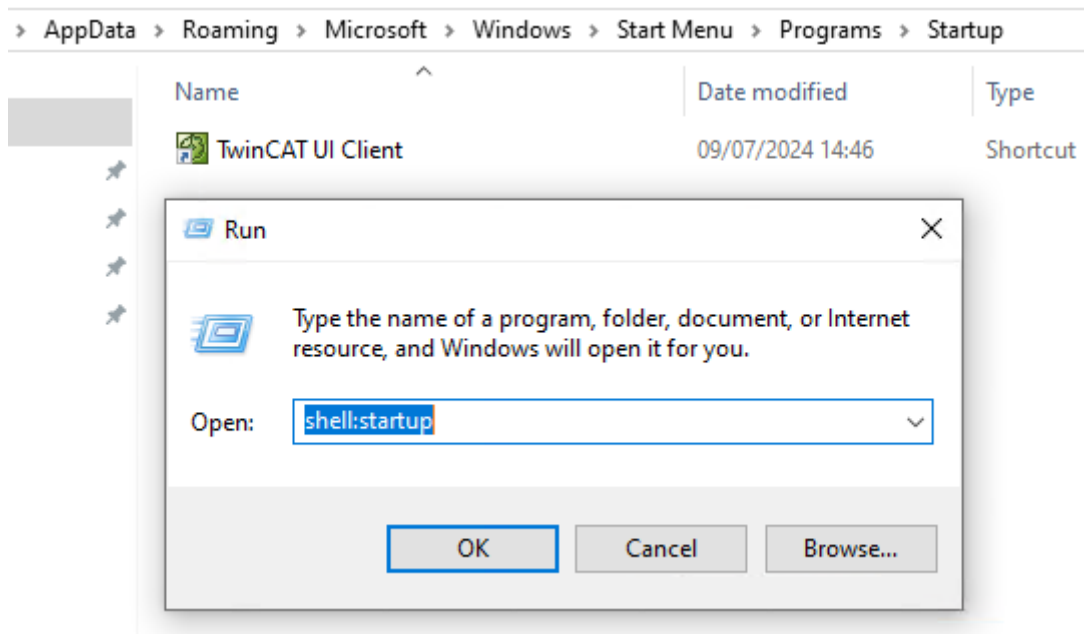 > AppData > Roaming > Microsoft > Windows > Start Menu > Programs > Startup
Name Date modified Type
TwinCAT UI Client 09/07/2024 14:46 Shortcut
Run
Type the name of a program, folder, document, or Internet
resource, and Windows will open it for you.
Open: shell:startup
OK Cancel Browse...